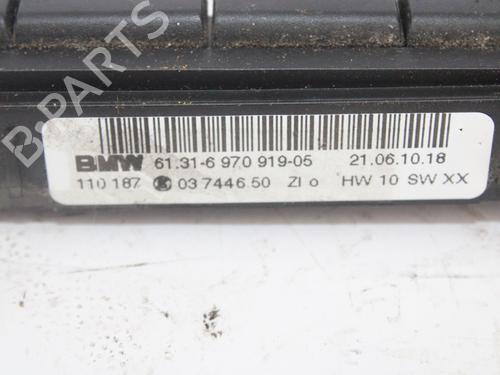 B-PARTS
BMW 61.31-6 970 919-05 21.06.10.18
110 187 03 7446 50 ZI o HW 10 SW XX